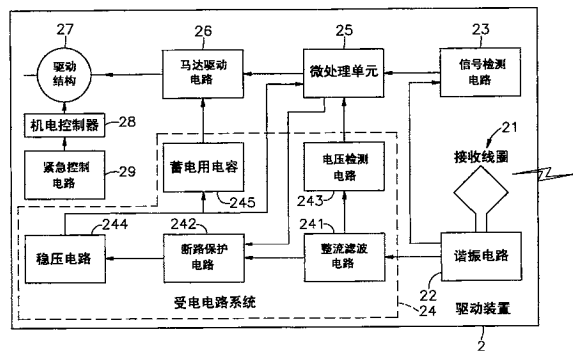 27
26
25
23
驱动
结构
马达驱动
电路
微处理单元
信号检测
电路
机电控制器
28
21
紧急控制
电路
29
蓄电用电容
245
电压检测
电路
243
接收线圈
244
242
241
稳压电路
断路保护
电路
整流滤波
电路
谐振电路
22
受电电路系统
24
驱动装置
2